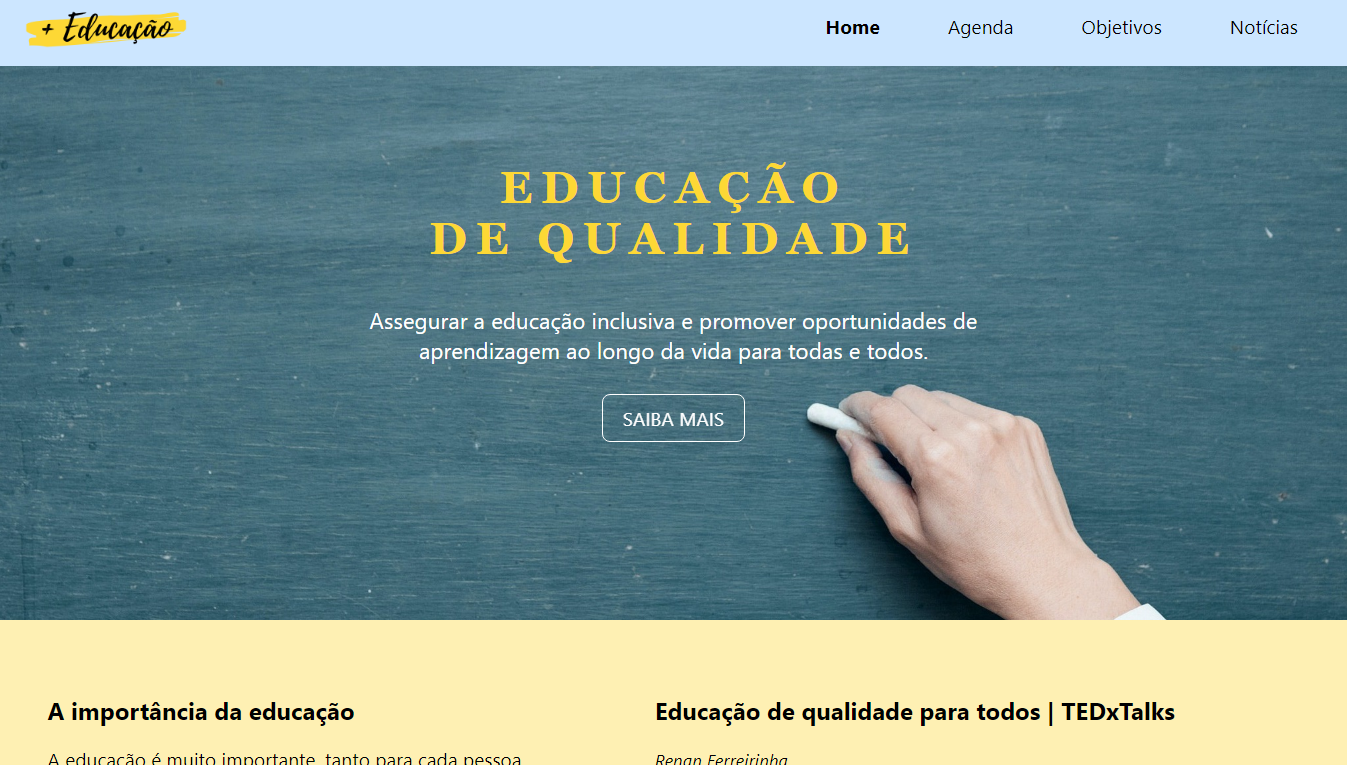 + Educação
Home Agenda Objetivos Notícias
EDUCAÇÃO
DE QUALIDADE
Assegurar a educação inclusiva e promover oportunidades de
aprendizagem ao longo da vida para todas e todos.
SAIBA MAIS
A importância da educação
A educação é muito importante, tanto para cada pessoa
Educação de qualidade para todos | TEDxTalks
Renan Ferreirinha